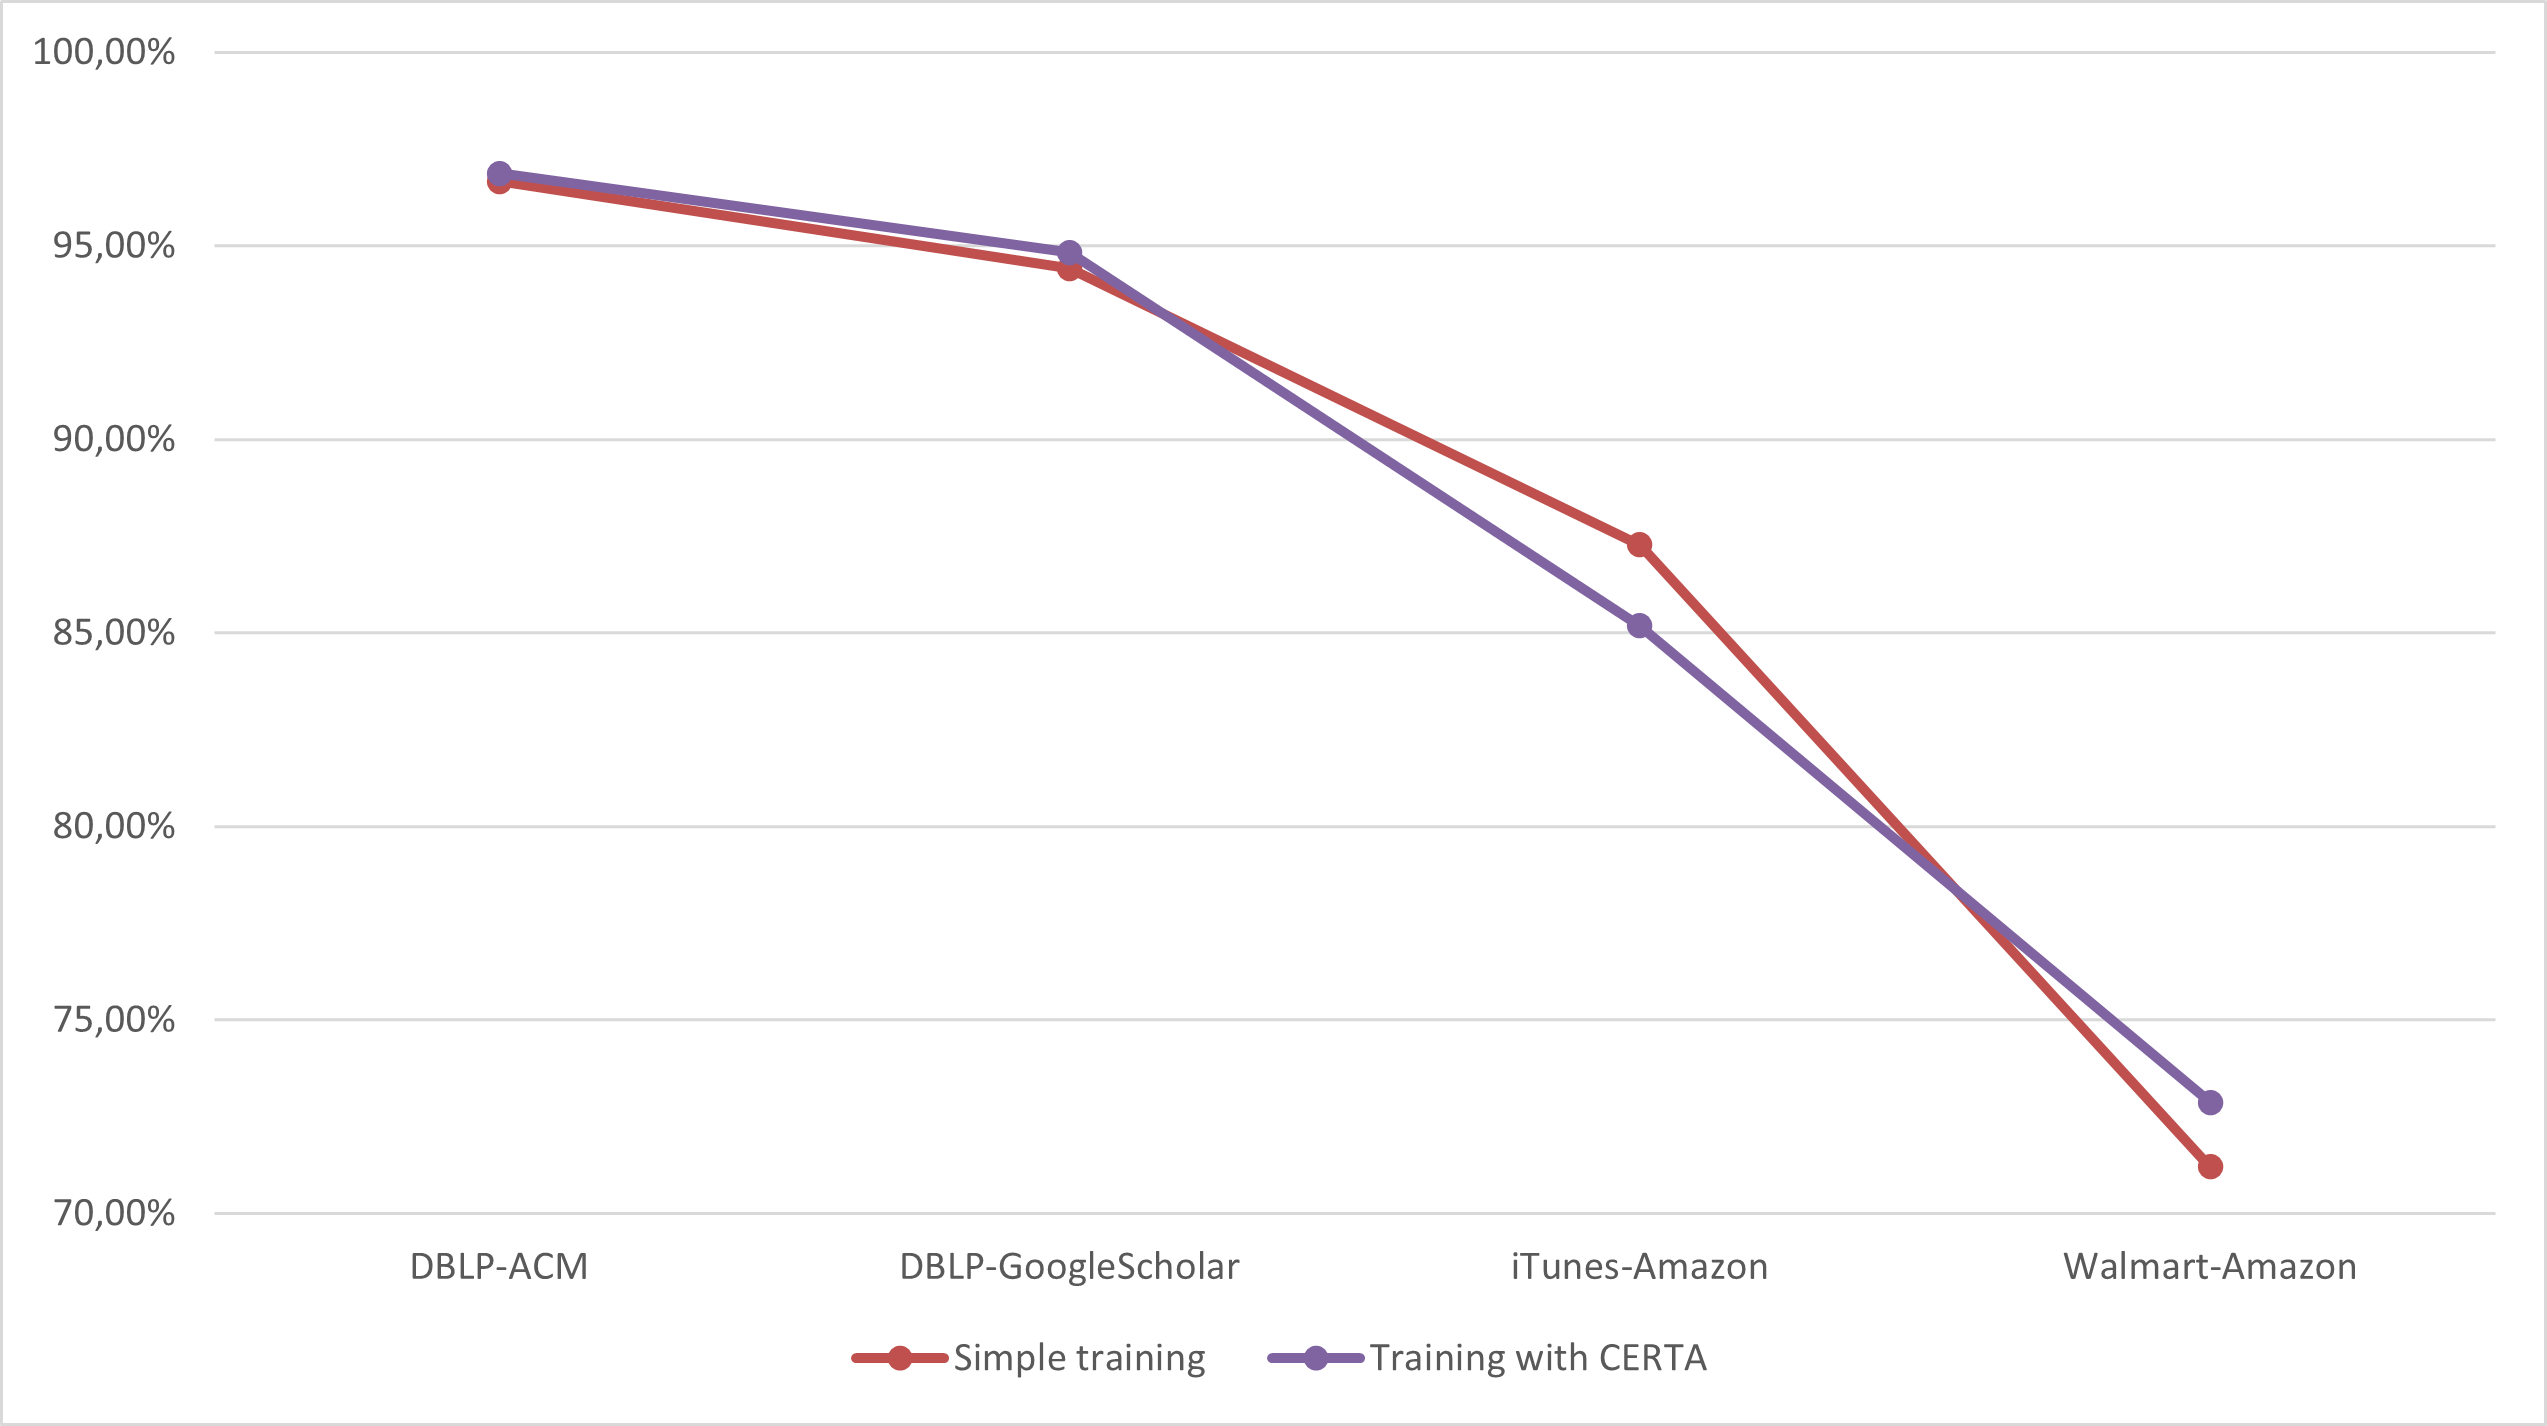 100,00%
95,00%
90,00%
85,00%
80,00%
75,00%
70,00%
DBLP-ACM
DBLP-GoogleScholar
iTunes-Amazon
Walmart-Amazon
Simple training
Training with CERTA